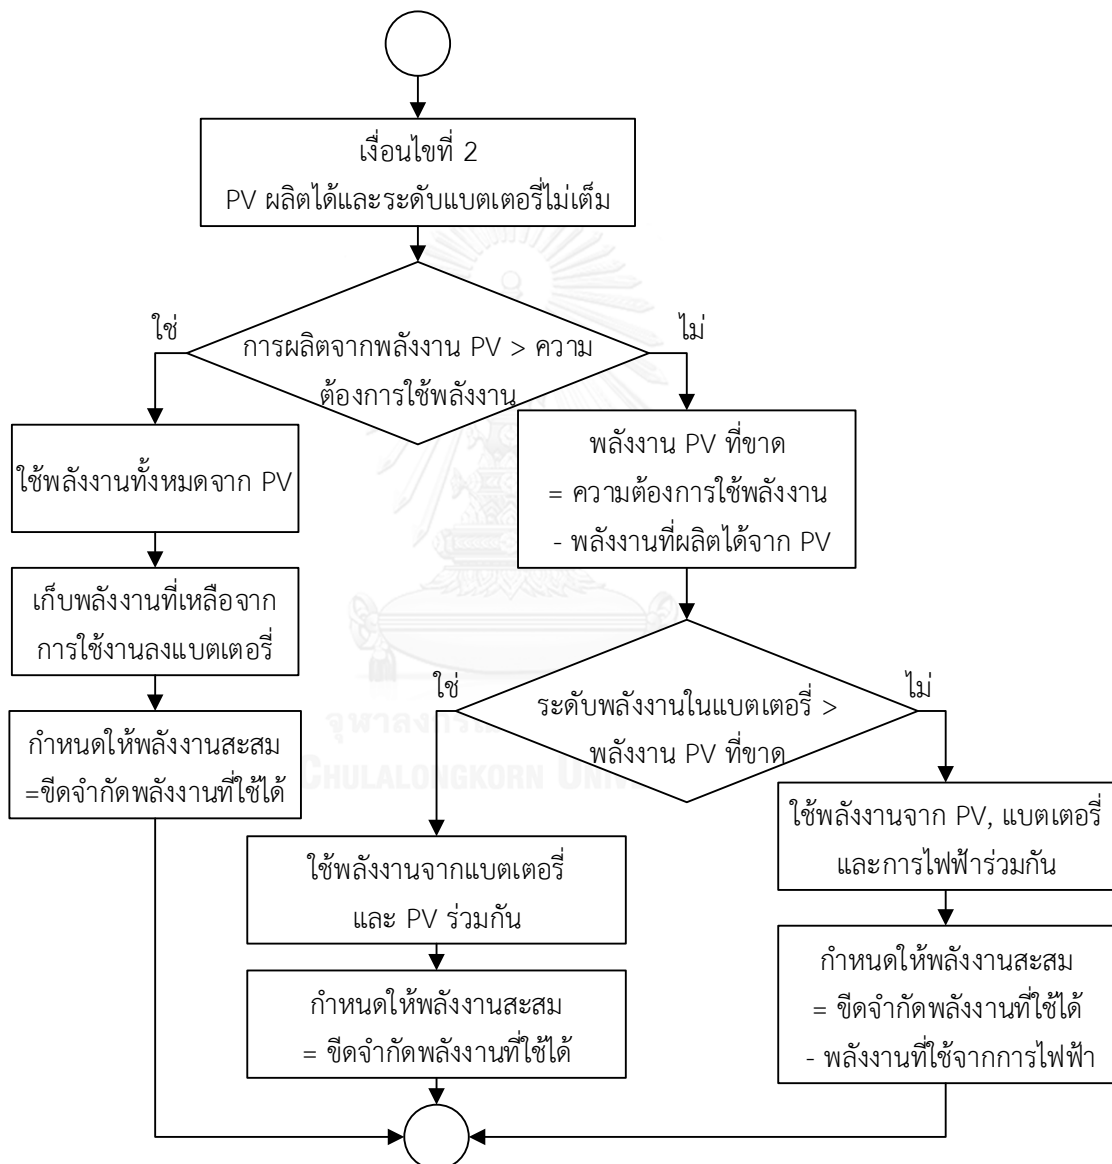 เงื่อนไขที่ 2
PV ผลิตได้และระดับแบตเตอรี่ไม่เต็ม
ใช่
ไม่
การผลิตจากพลังงาน PV > ความ
ต้องการใช้พลังงาน
ใช้พลังงานทั้งหมดจาก PV
พลังงาน PV ที่ขาด
= ความต้องการใช้พลังงาน
- พลังงานที่ผลิตได้จาก PV
เก็บพลังงานที่เหลือจาก
การใช้งานลงแบตเตอรี่
ใช่
ไม่
ระดับพลังงานในแบตเตอรี่ >
พลังงาน PV ที่ขาด
กำหนดให้พลังงานสะสม
=ขีดจำกัดพลังงานที่ใช้ได้
CHULALONGKORN UNI
ใช้พลังงานจากแบตเตอรี่
และ PV ร่วมกัน
ใช้พลังงานจาก PV, แบตเตอรี่
และการไฟฟ้าร่วมกัน
กำหนดให้พลังงานสะสม
= ขีดจำกัดพลังงานที่ใช้ได้
กำหนดให้พลังงานสะสม
= ขีดจำกัดพลังงานที่ใช้ได้
- พลังงานที่ใช้จากการไฟฟ้า